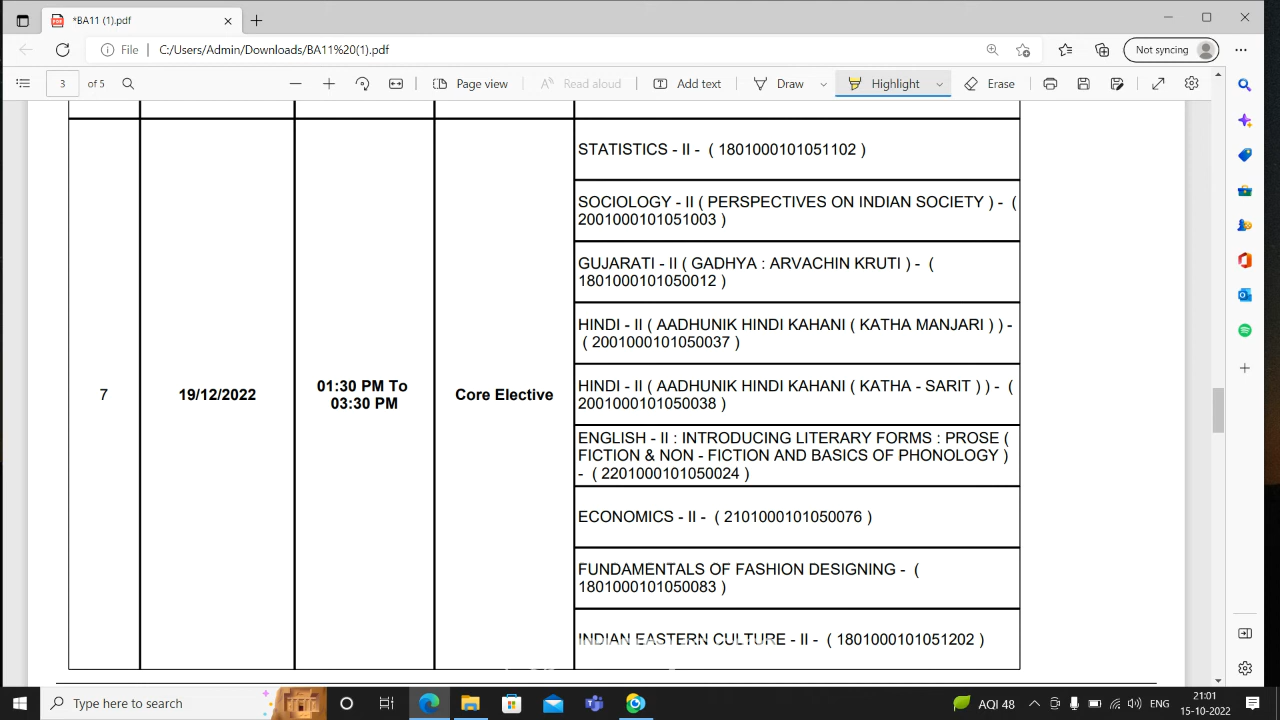 *BA11 (1).pdf
File
C:/Users/Admin/Downloads/BA11%20(1).pdf
Not syncing
3
of 5
Page view
Read aloud
Add text
Draw
Highlight
Erase
7
19/12/2022
01:30 PM To
03:30 PM
Core Elective
STATISTICS - II - ( 1801000101051102 )
SOCIOLOGY - II ( PERSPECTIVES ON INDIAN SOCIETY ) - (
2001000101051003 )
GUJARATI - II ( GADHYA : ARVACHIN KRUTI ) - (
1801000101050012 )
HINDI - II ( AADHUNIK HINDI KAHANI ( KATHA MANJARI ) ) -
( 2001000101050037 )
HINDI - II ( AADHUNIK HINDI KAHANI ( KATHA - SARIT ) ) - (
2001000101050038 )
ENGLISH - II : INTRODUCING LITERARY FORMS : PROSE (
FICTION & NON - FICTION AND BASICS OF PHONOLOGY )
- ( 2201000101050024 )
ECONOMICS - II - ( 2101000101050076 )
FUNDAMENTALS OF FASHION DESIGNING - (
1801000101050083 )
INDIAN EASTERN CULTURE - II - ( 1801000101051202 )
Type here to search
AQI 48
ENG
21:01
15-10-2022